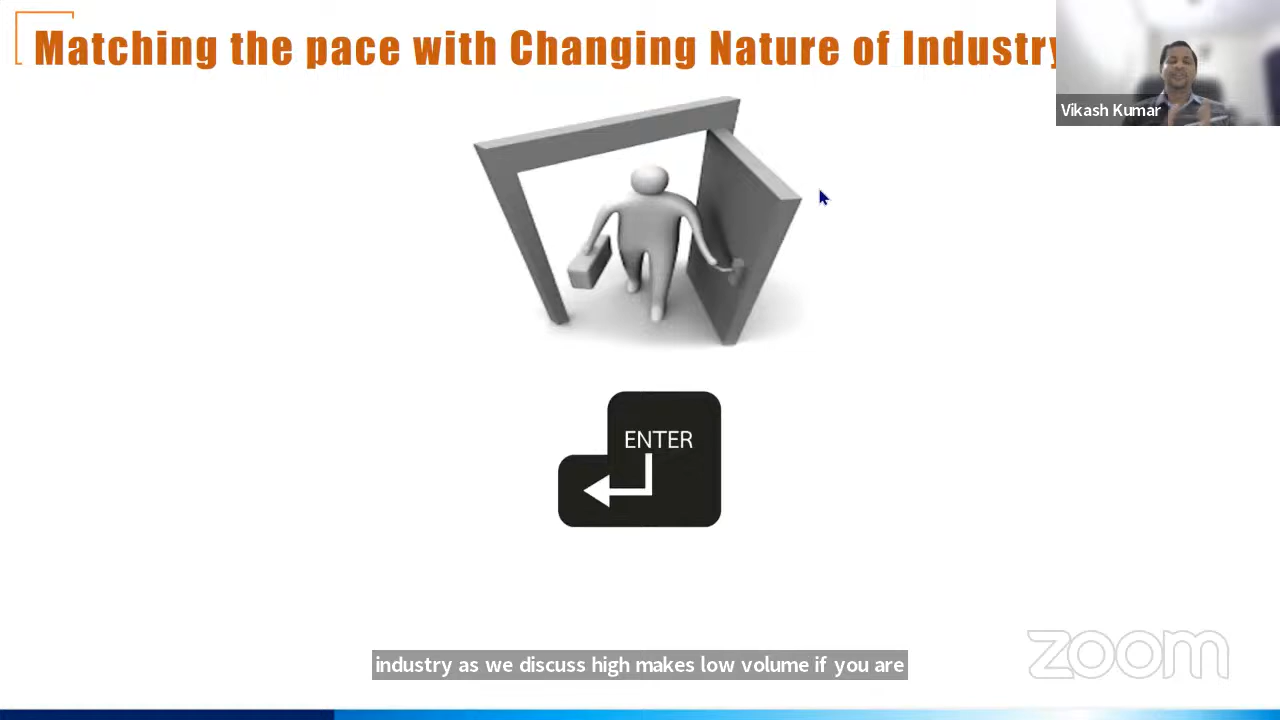 Matching the pace with Changing Nature of Industry
Vikash Kumar
ENTER
industry as we discuss high makes low volume if you are
zoom